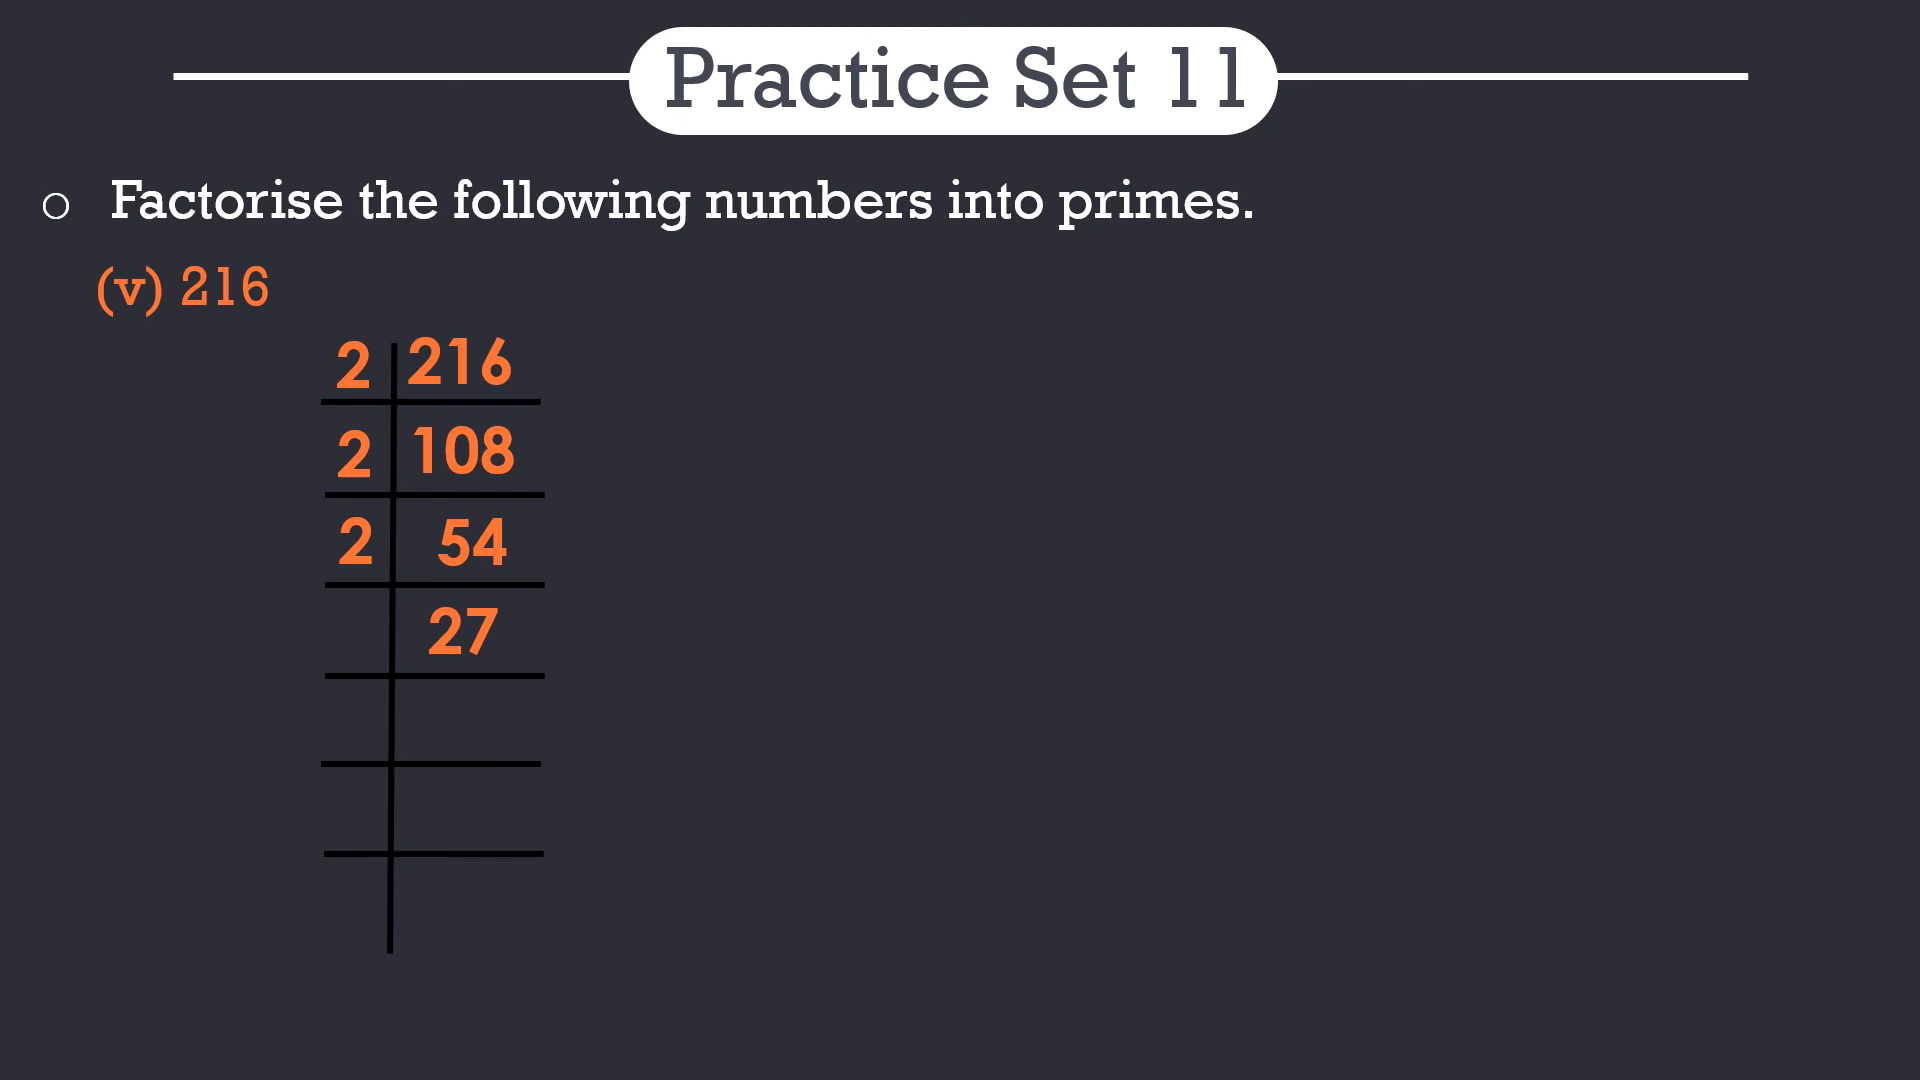 Practice Set 11
Factorise the following numbers into primes.
(v) 216
2 216
2 108
2 54
27